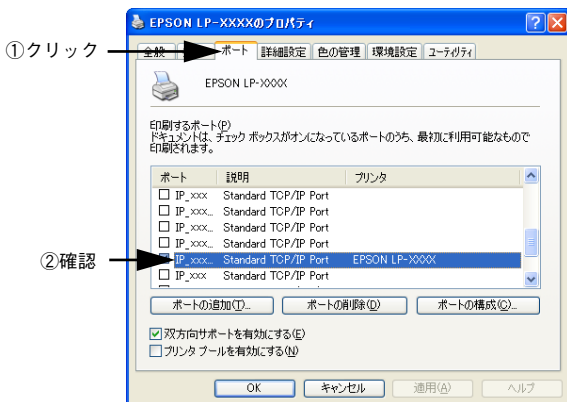 EPSON LP-XXXXのプロパティ
①クリック
全般 ポート 詳細設定 色の管理 環境設定 ユーティリティ
EPSON LP-XXXX
印刷するポート(P)
ドキュメントは、チェック ボックスがオンになっているポートのうち、最初に利用可能なもので
印刷されます。
ポート 説明 プリンタ
IP_xxx Standard TCP/IP Port
IP_xxx... Standard TCP/IP Port
IP_xxx... Standard TCP/IP Port
IP_xxx... Standard TCP/IP Port
②確認 IP_xxx... Standard TCP/IP Port EPSON LP-XXXX
IP_xxx Standard TCP/IP Port
ポートの追加(T)... ポートの削除(D) ポートの構成(C)...
双方向サポートを有効にする(E)
プリンタ プールを有効にする(N)
OK キャンセル 適用(A) ヘルプ